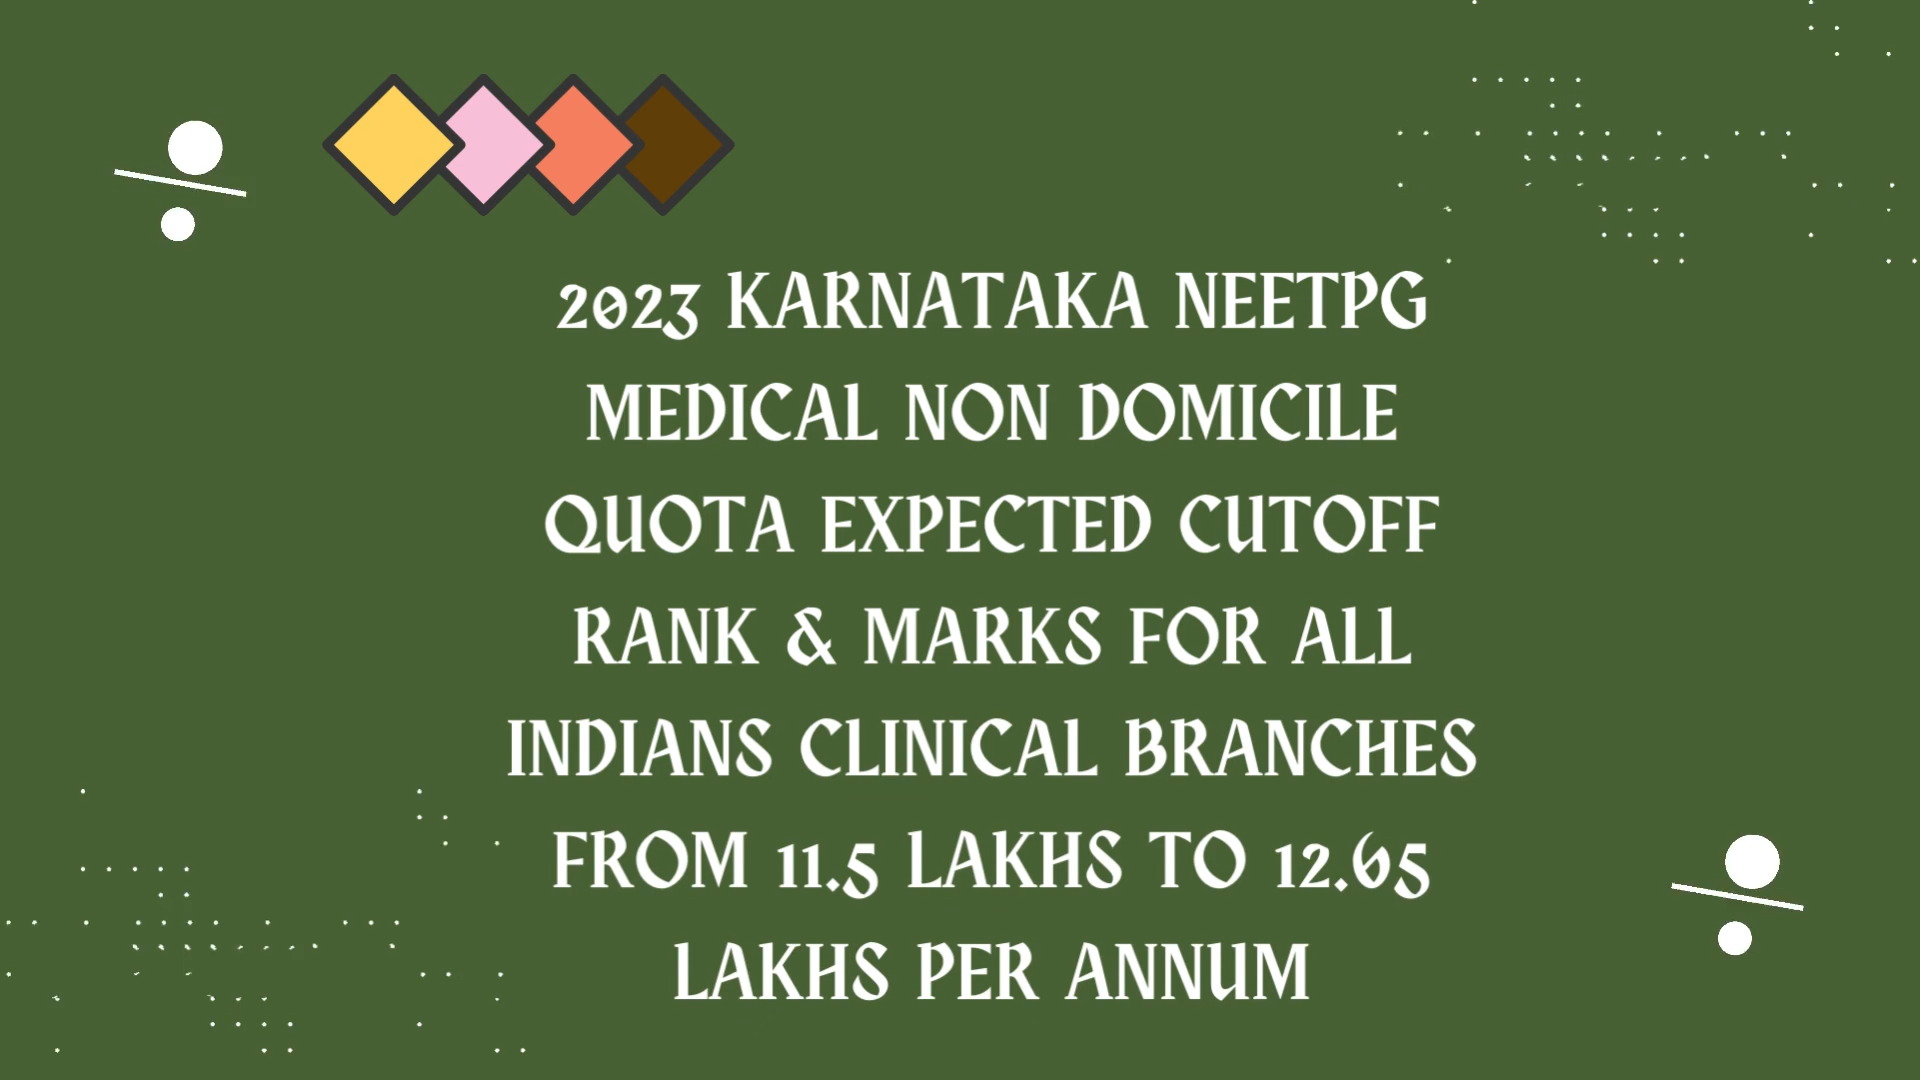 2023 KARNATAKA NEETPG
MEDICAL NON DOMICILE
QUOTA EXPECTED CUTOFF
RANK & MARKS FOR ALL
INDIANS CLINICAL BRANCHES
FROM 11.5 LAKHS TO 12.65
LAKHS PER ANNUM